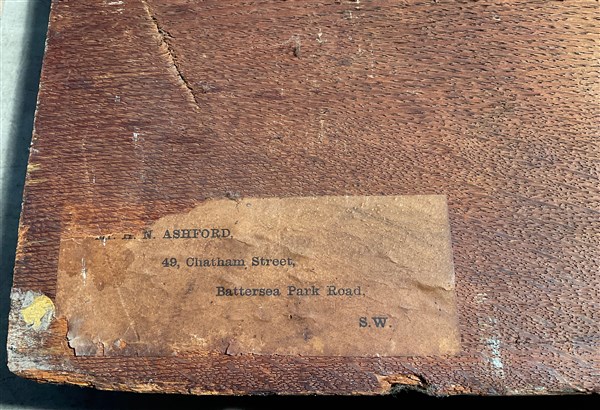 N. ASHFORD,
49, Chatham Street,
Battersea Park Road,
S.W.